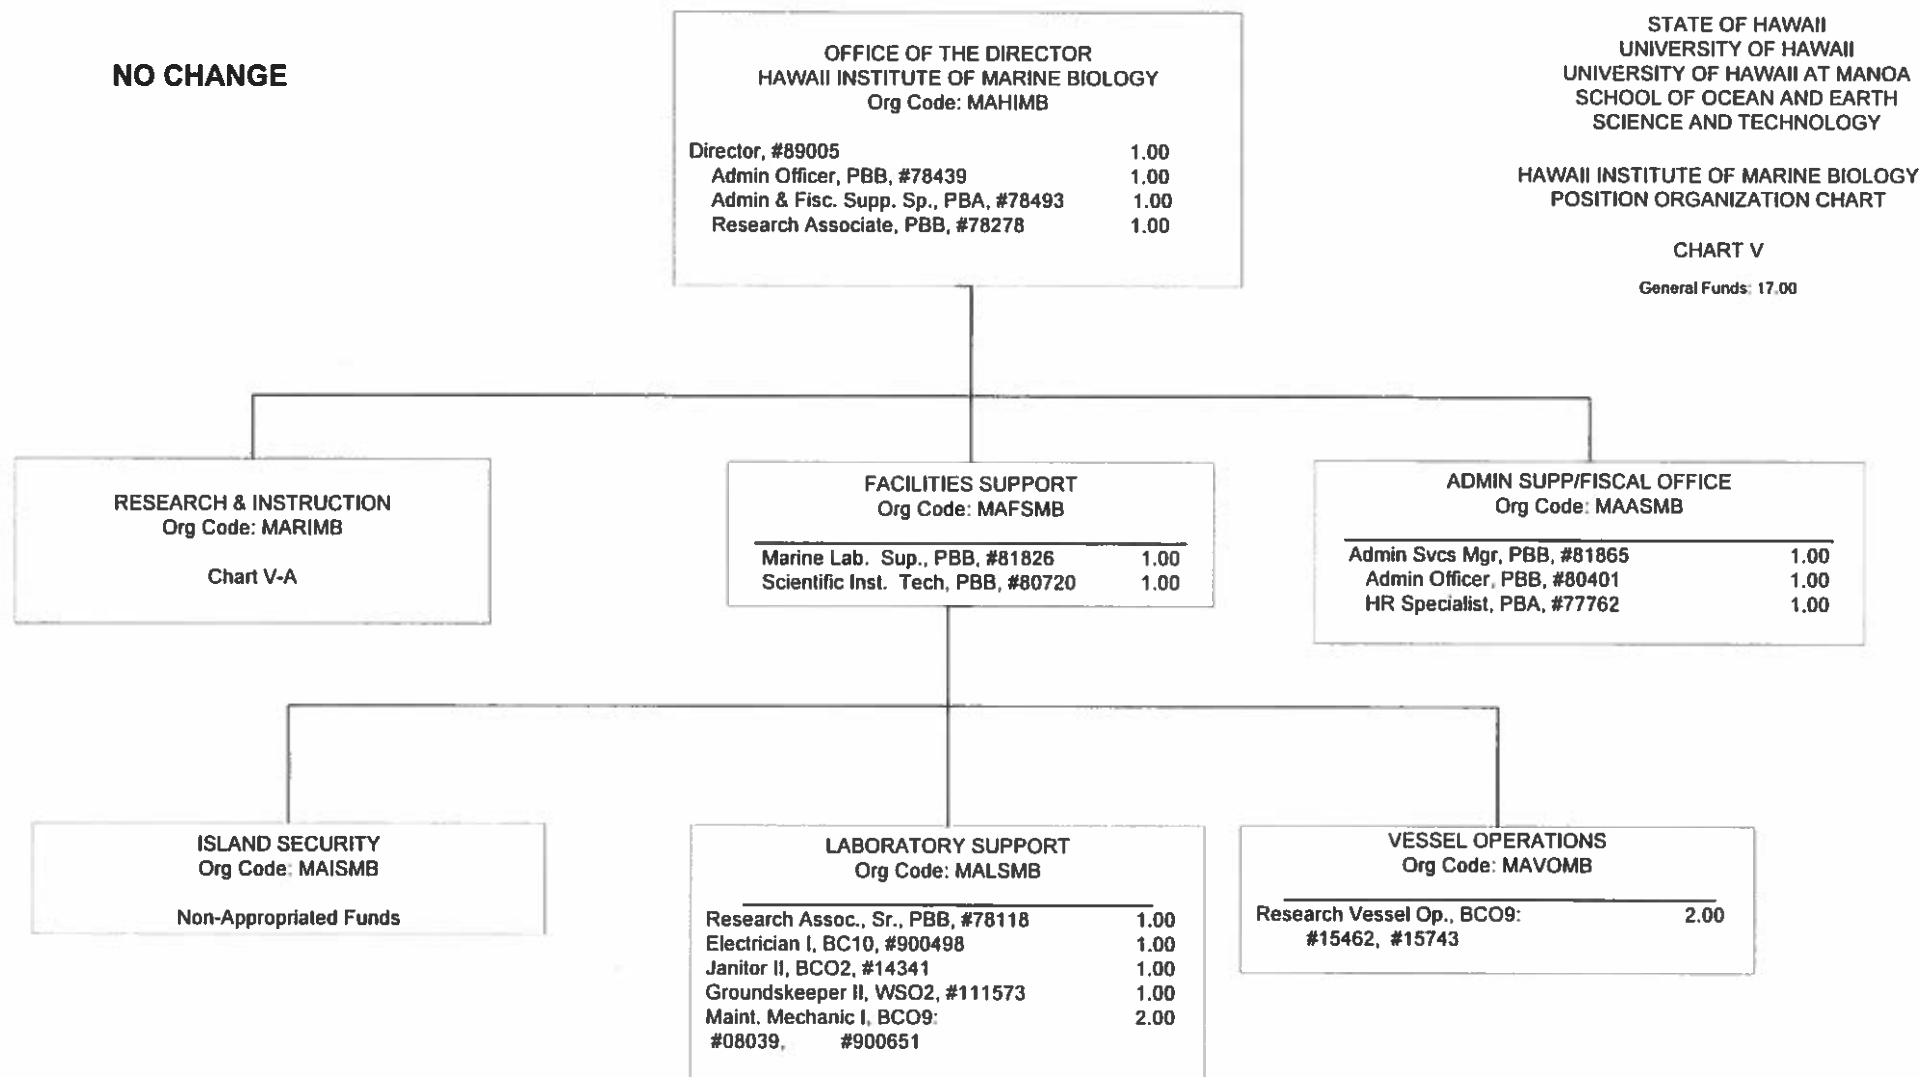 NO CHANGE
OFFICE OF THE DIRECTOR
HAWAII INSTITUTE OF MARINE BIOLOGY
Org Code: MAHIMB
Director, #89005 1.00
Admin Officer, PBB, #78439 1.00
Admin & Fisc. Supp. Sp., PBA, #78493 1.00
Research Associate, PBB, #78278 1.00
STATE OF HAWAII
UNIVERSITY OF HAWAII
UNIVERSITY OF HAWAII AT MANOA
SCHOOL OF OCEAN AND EARTH
SCIENCE AND TECHNOLOGY
HAWAII INSTITUTE OF MARINE BIOLOGY
POSITION ORGANIZATION CHART
CHART V
General Funds: 17.00
RESEARCH & INSTRUCTION
Org Code: MARIMB
Chart V-A
FACILITIES SUPPORT
Org Code: MAFSMB
Marine Lab. Sup., PBB, #81826 1.00
Scientific Inst. Tech, PBB, #80720 1.00
ADMIN SUPP/FISCAL OFFICE
Org Code: MAASMB
Admin Svcs Mgr, PBB, #81865 1.00
Admin Officer, PBB, #80401 1.00
HR Specialist, PBA, #77762 1.00
ISLAND SECURITY
Org Code: MAISMB
Non-Appropriated Funds
LABORATORY SUPPORT
Org Code: MALSMB
Research Assoc., Sr., PBB, #78118 1.00
Electrician I, BC10, #900498 1.00
Janitor II, BCO2, #14341 1.00
Groundskeeper II, WSO2, #111573 1.00
Maint. Mechanic I, BCO9: 2.00
#08039, #900651
VESSEL OPERATIONS
Org Code: MAVOMB
Research Vessel Op., BCO9: 2.00
#15462, #15743